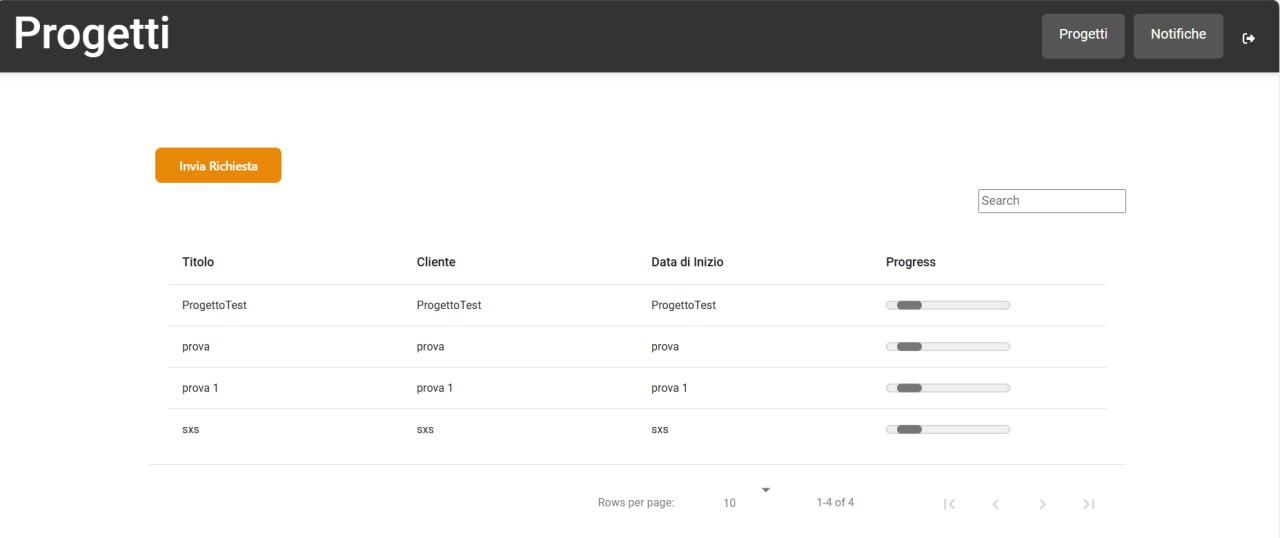 Progetti
Progetti Notifiche
Invia Richiesta
Search
Titolo Cliente Data di Inizio Progress
ProgettoTest ProgettoTest ProgettoTest
prova prova prova
prova 1 prova 1 prova 1
sxs sxs sxs
Rows per page: 10 1-4 of 4